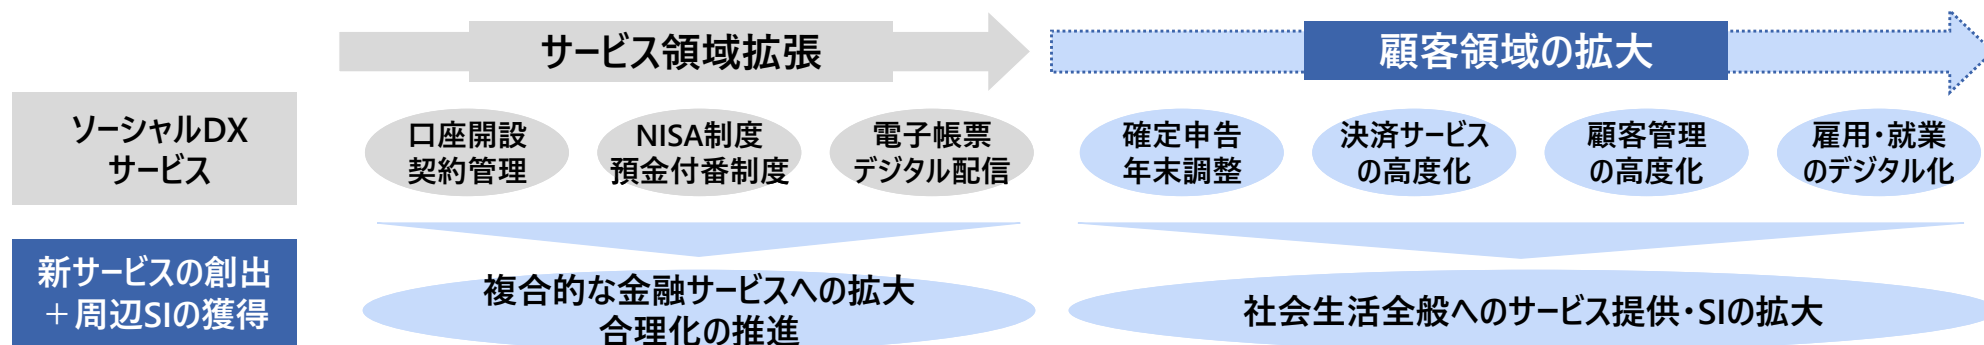 サービス領域拡張
顧客領域の拡大
ソーシャルDX
サービス
口座開設
契約管理
NISA制度
預金付番制度
電子帳票
デジタル配信
確定申告
年末調整
決済サービス
の高度化
顧客管理
の高度化
雇用・就業
のデジタル化
新サービスの創出
＋周辺SIの獲得
複合的な金融サービスへの拡大
合理化の推進
社会生活全般へのサービス提供・SIの拡大